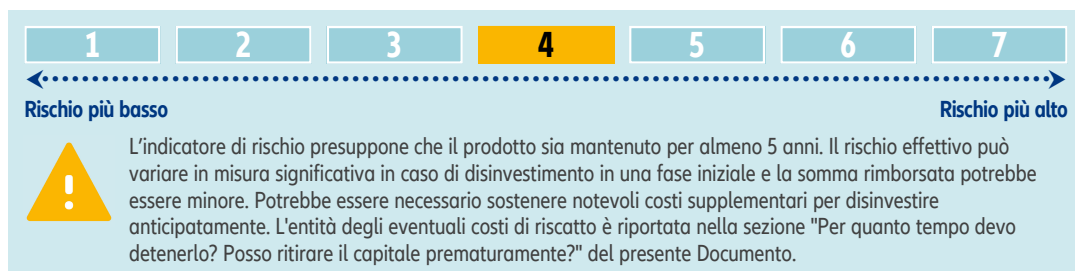 1 2 3 4 5 6 7
Rischio più basso Rischio più alto
L'indicatore di rischio presuppone che il prodotto sia mantenuto per almeno 5 anni. Il rischio effettivo può
variare in misura significativa in caso di disinvestimento in una fase iniziale e la somma rimborsata potrebbe
essere minore. Potrebbe essere necessario sostenere notevoli costi supplementari per disinvestire
anticipatamente. L'entità degli eventuali costi di riscatto è riportata nella sezione "Per quanto tempo devo
detenerlo? Posso ritirare il capitale prematuramente?" del presente Documento.